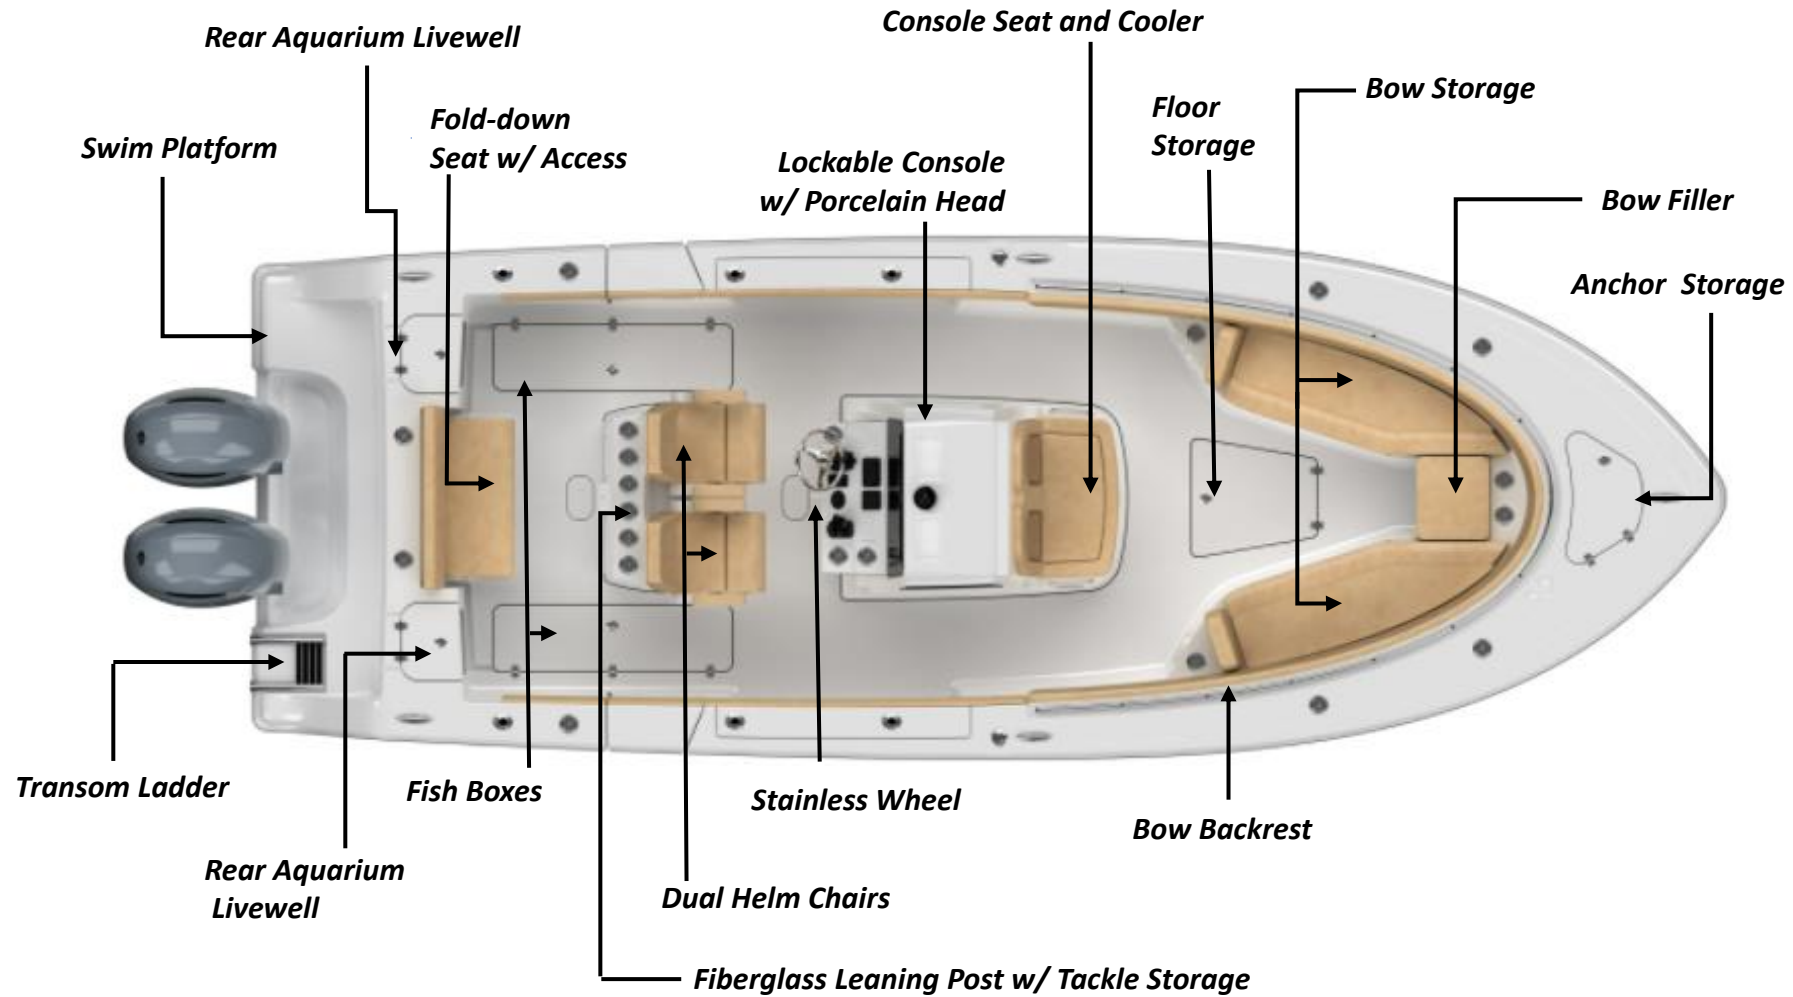 Console Seat and Cooler
Rear Aquarium Livewell
Bow Storage
Floor
Storage
Fold-down
Seat w/ Access
Swim Platform
Lockable Console
w/ Porcelain Head
Bow Filler
Anchor Storage
Transom Ladder
Fish Boxes
Stainless Wheel
Bow Backrest
Rear Aquarium
Livewell
Dual Helm Chairs
Fiberglass Leaning Post w/ Tackle Storage